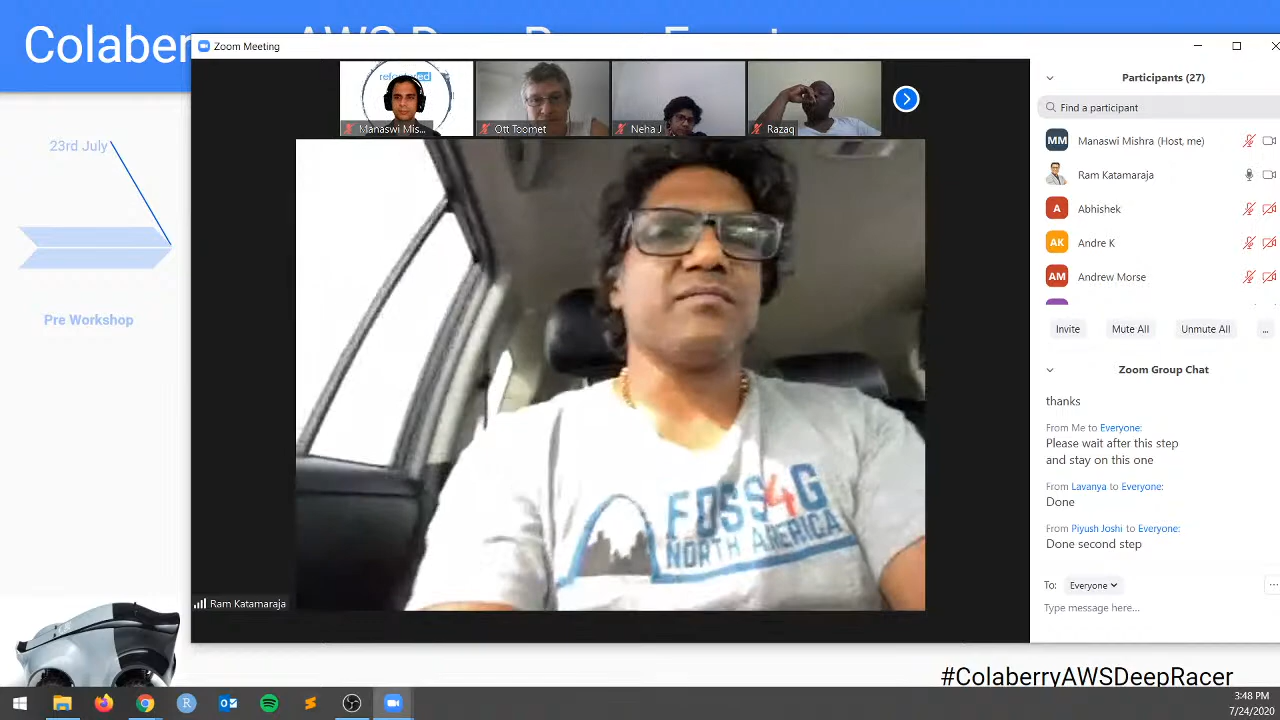 Colaber
Zoom Meeting
Participants (27)
Find a participant
Manaswi Mis...
Ott Toomet
Neha J
Razaq
MM
Manaswi Mishra (Host, me)
Ram Katamaraja
A
Abhishek
AK
Andre K
AM
Andrew Morse
Invite
Mute All
Unmute All
...
Zoom Group Chat
thanks
From Me to Everyone:
Please wait after this step
and stay on this one
From Lavanya to Everyone:
Done
From Piyush Joshi to Everyone:
Done second step
To:
Everyone
Type message here...
23rd July
Pre Workshop
FOSS4G
NORTH AMERICA
Ram Katamaraja
#ColaberryAWSDeepRacer
R
3:48 PM
7/24/2020